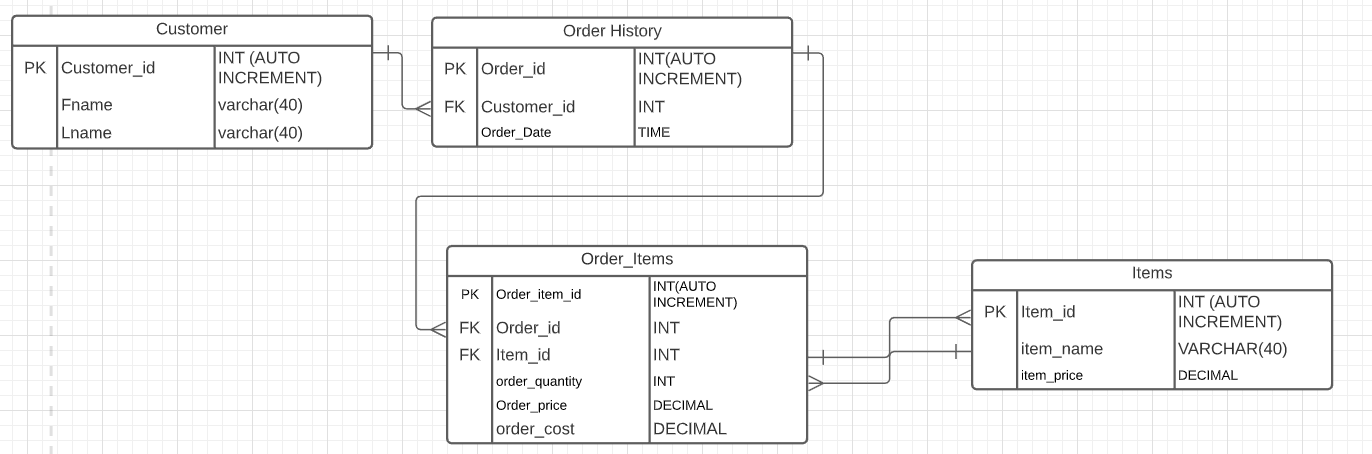 Customer
PK Customer_id INT (AUTO
INCREMENT)
Fname varchar(40)
Lname varchar(40)
Order History
PK Order_id INT(AUTO
INCREMENT)
FK Customer_id INT
Order_Date TIME
Order_Items
PK Order_item_id INT(AUTO
INCREMENT)
FK Order_id INT
FK Item_id INT
order_quantity INT
Order_price DECIMAL
order_cost DECIMAL
Items
PK Item_id INT (AUTO
INCREMENT)
item_name VARCHAR(40)
item_price DECIMAL